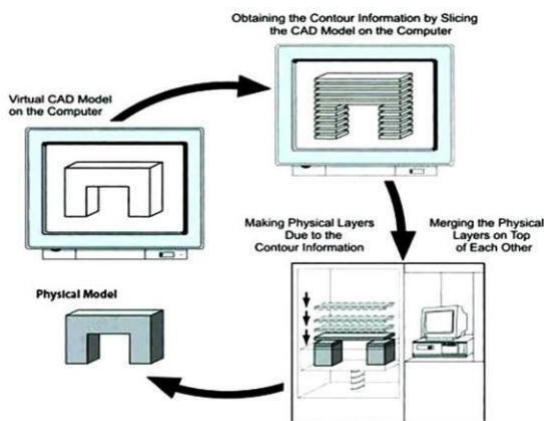 Obtaining the Contour Information by Slicing
the CAD Model on the Computer
Virtual CAD Model
on the Computer
Making Physical Layers
Due to the
Contour Information
Merging the Physical
Layers on Top
of Each Other
Physical Model